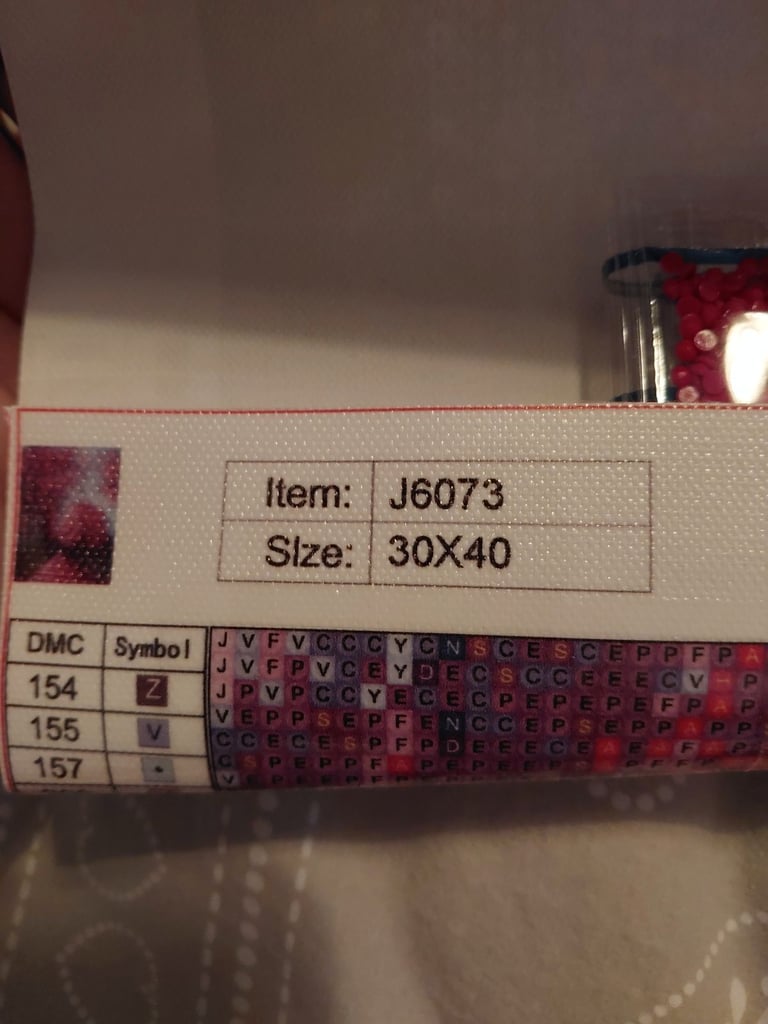 Item: J6073
SIze: 30X40
DMC Symbol
154 Z
155 V
157
J V F V C C C Y C N S C E S C E P P F P A
J V F P V C E Y D E C S C C E E C V H P
J P V P C C Y E C E C P E P E P E F P A P
V E P P S E P F E N C C E P S E P P A P P
C C E C E S P F P D E E E C E A E A F A P